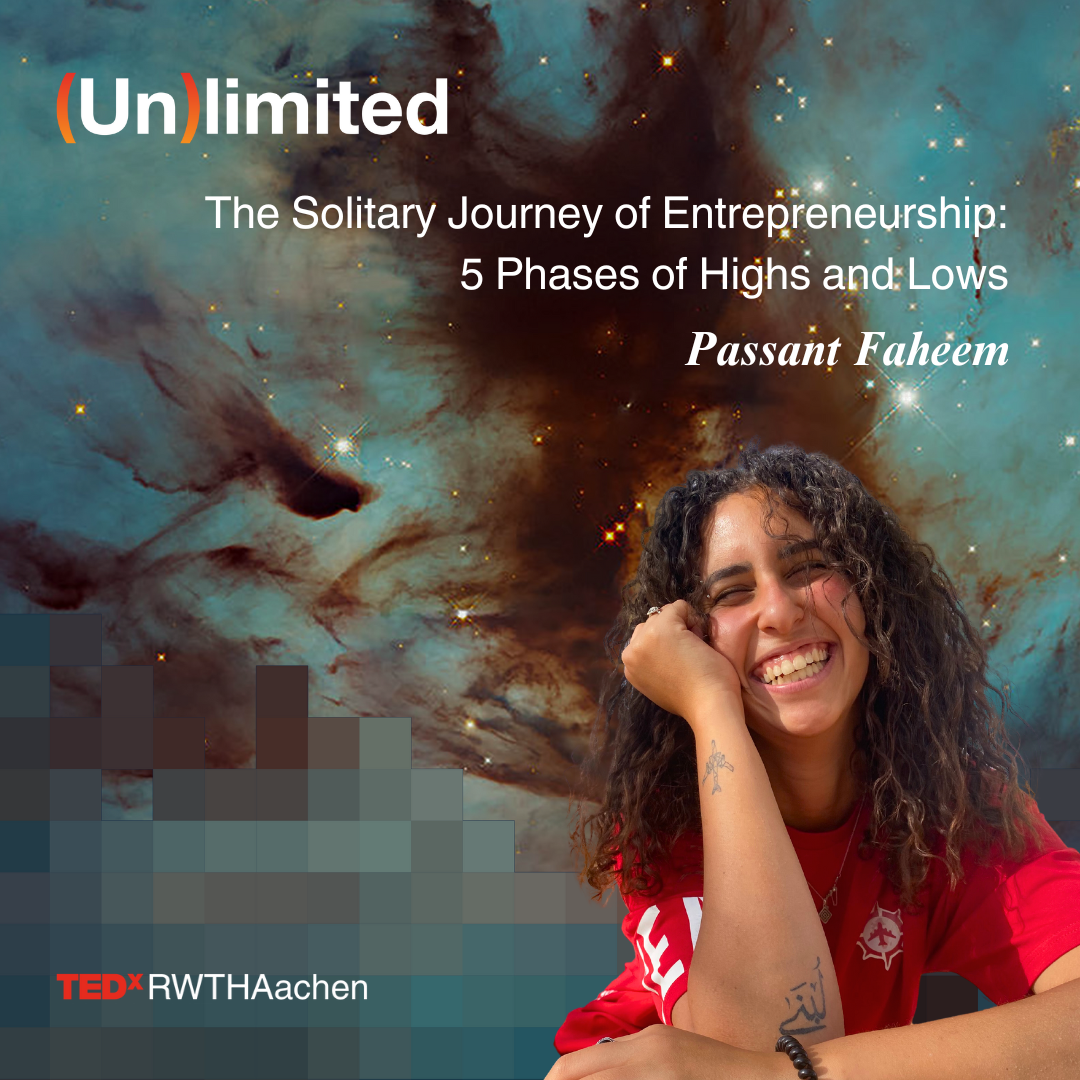 (Un)limited
The Solitary Journey of Entrepreneurship:
5 Phases of Highs and Lows
Passant Faheem
TEDxRWTHAachen